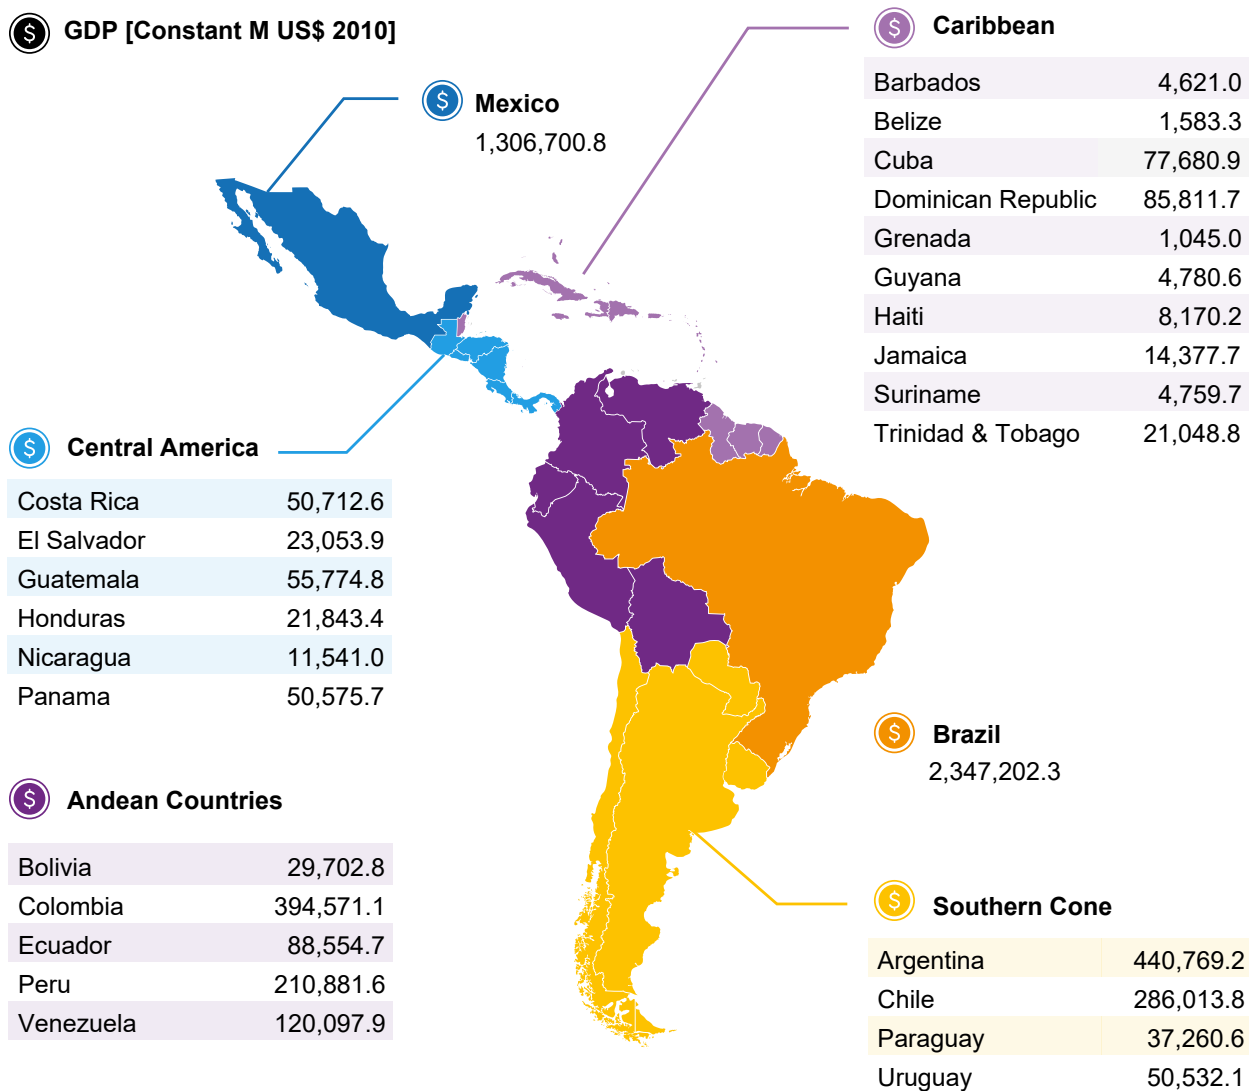 GDP [Constant M US$ 2010]
Mexico
1,306,700.8
Caribbean
Barbados 4,621.0
Belize 1,583.3
Cuba 77,680.9
Dominican Republic 85,811.7
Grenada 1,045.0
Guyana 4,780.6
Haiti 8,170.2
Jamaica 14,377.7
Suriname 4,759.7
Trinidad & Tobago 21,048.8
Central America
Costa Rica 50,712.6
El Salvador 23,053.9
Guatemala 55,774.8
Honduras 21,843.4
Nicaragua 11,541.0
Panama 50,575.7
Brazil
2,347,202.3
Andean Countries
Bolivia 29,702.8
Colombia 394,571.1
Ecuador 88,554.7
Peru 210,881.6
Venezuela 120,097.9
Southern Cone
Argentina 440,769.2
Chile 286,013.8
Paraguay 37,260.6
Uruguay 50,532.1